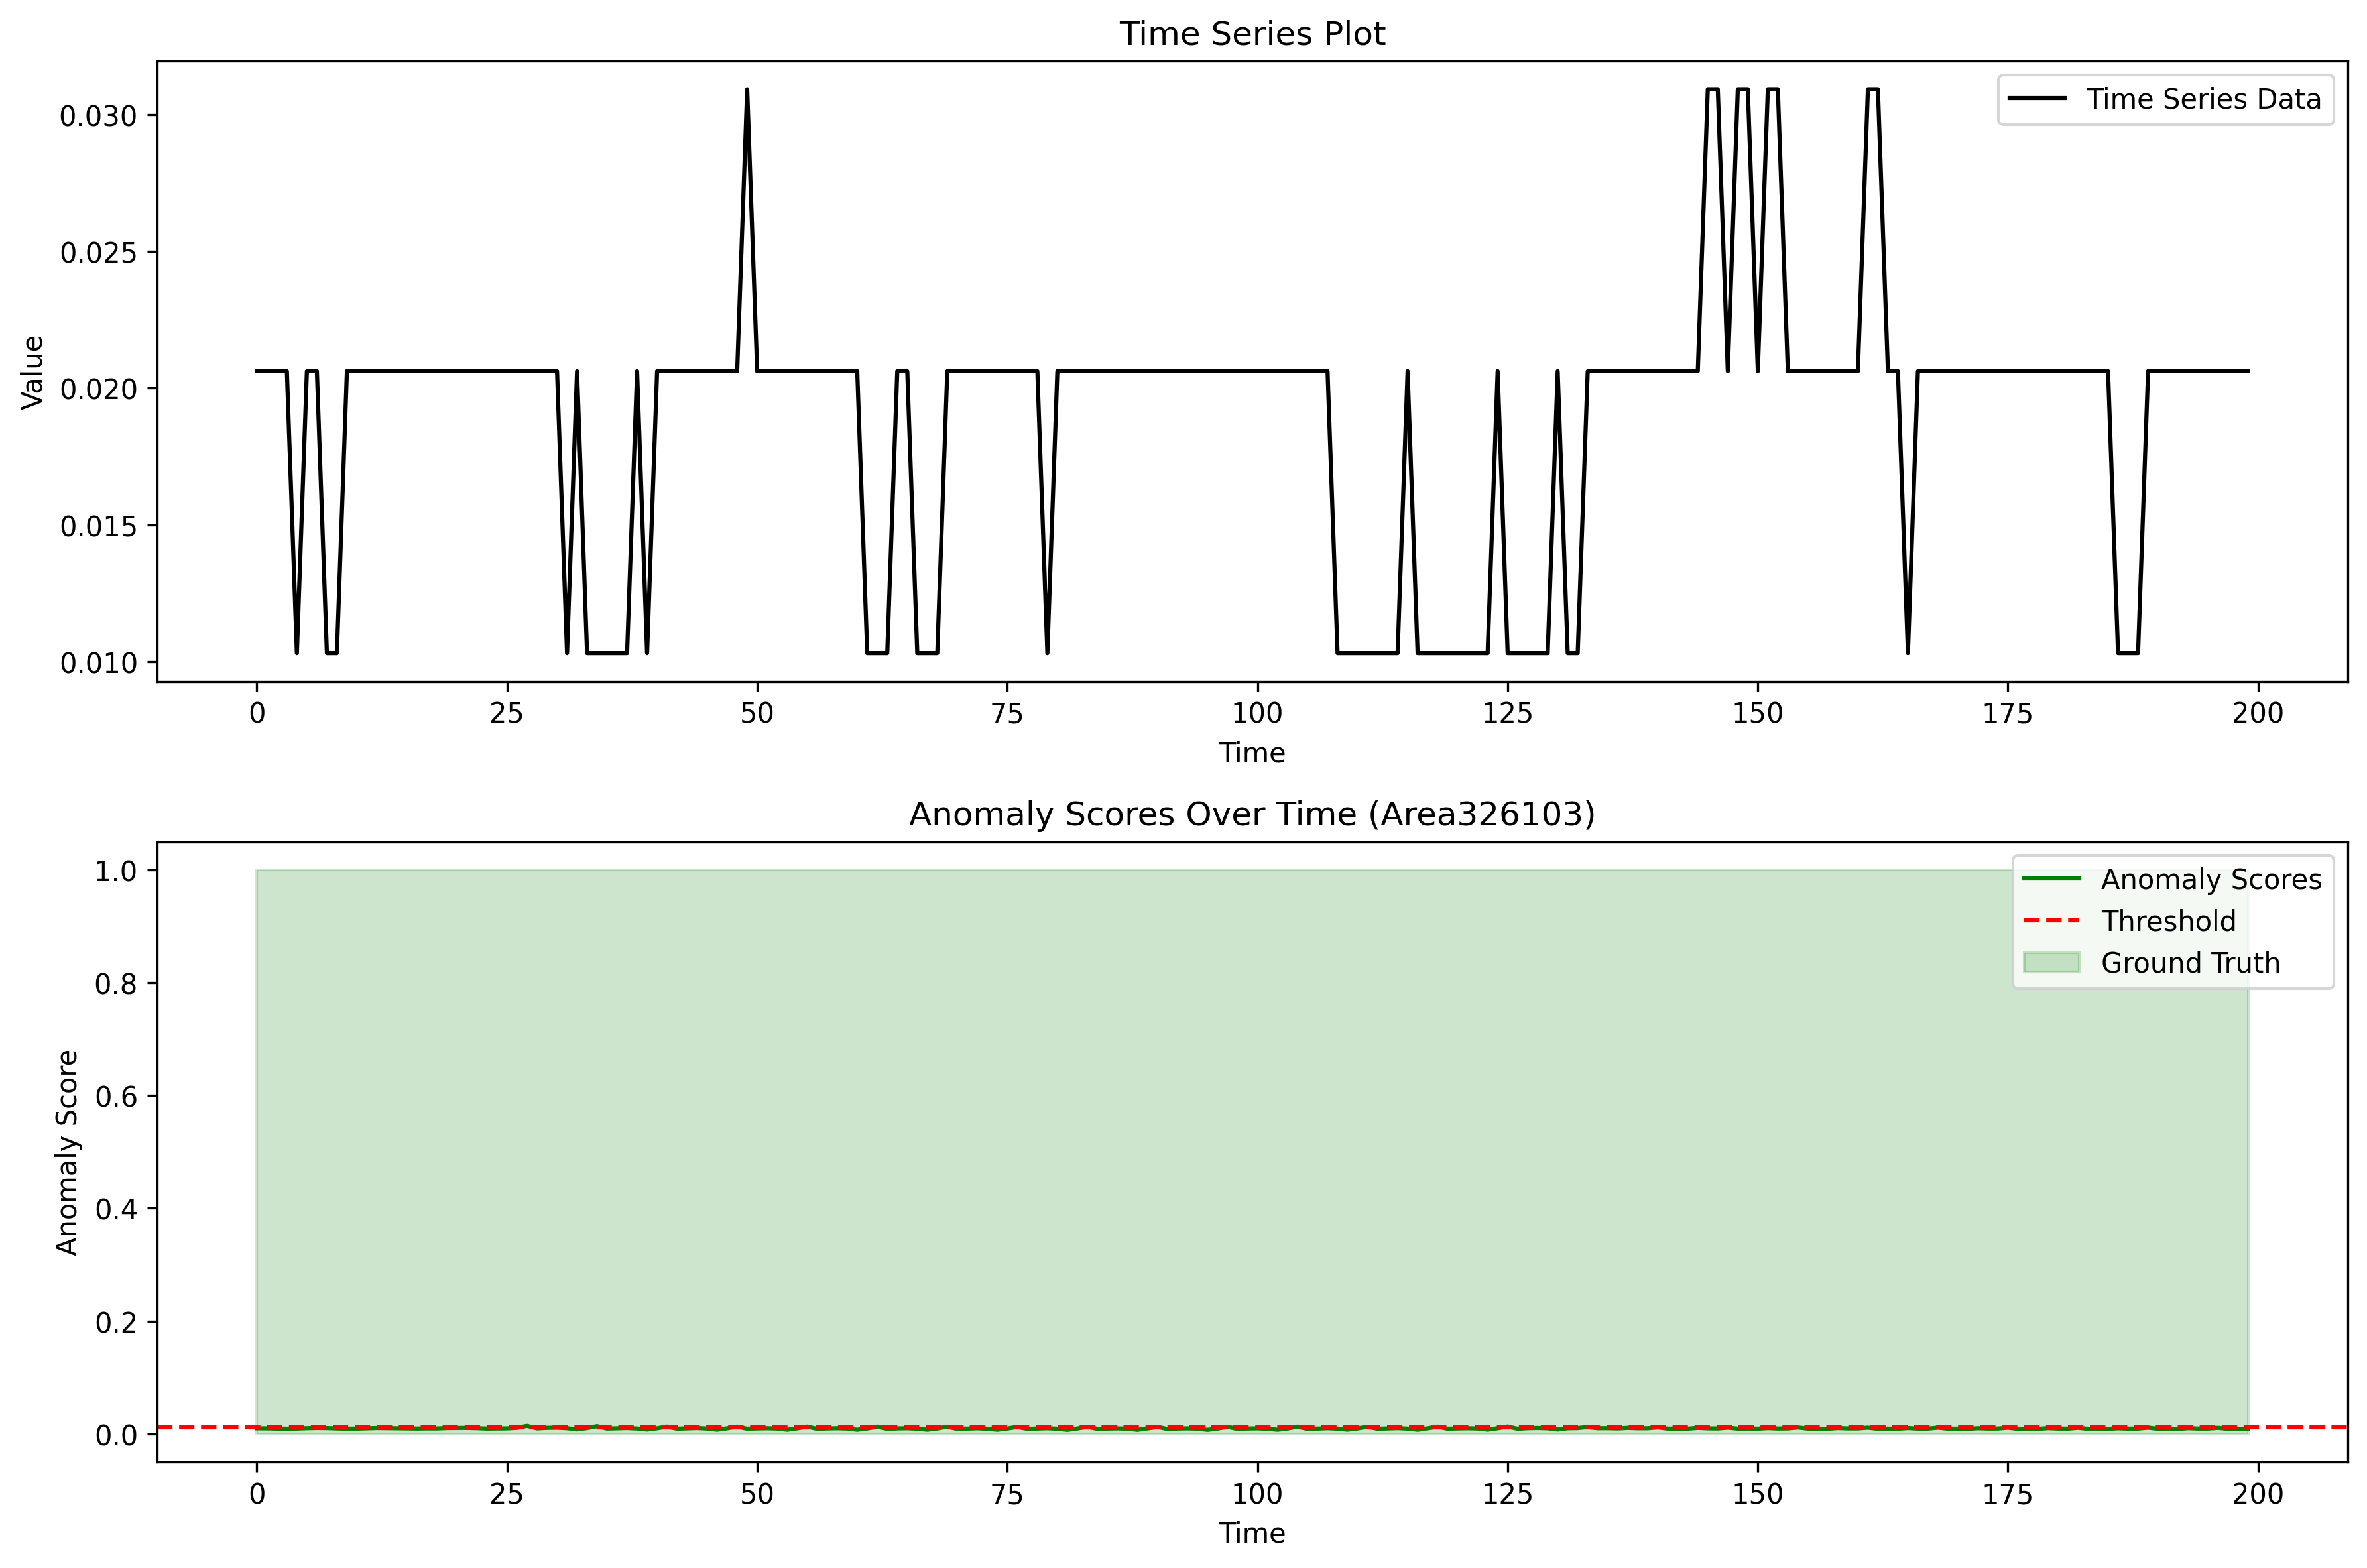 Time Series Plot
Time Series Data
0.030
0.025
0.020
0.015
0.010
Value
0 25 50 75 100 125 150 175 200
Time
Anomaly Scores Over Time (Area326103)
Anomaly Scores
Threshold
Ground Truth
1.0
0.8
0.6
0.4
0.2
0.0
Anomaly Score
0 25 50 75 100 125 150 175 200
Time